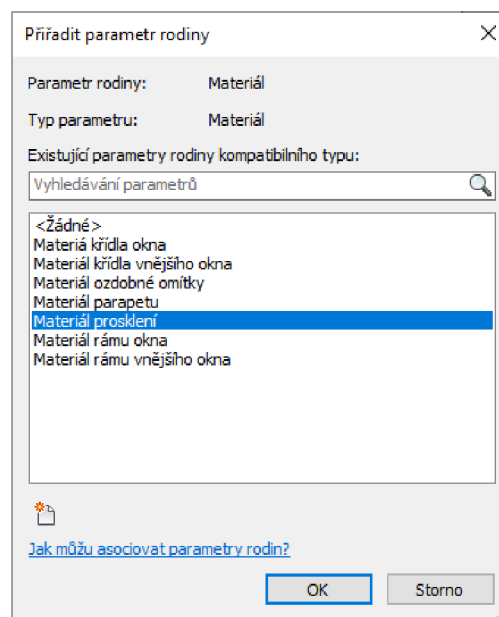 Přiřadit parametr rodiny
Parametr rodiny: Materiál
Typ parametru: Materiál
Existující parametry rodiny kompatibilního typu:
Vyhledávání parametrů
<Žádné>
Materiá křídla okna
Materiál křídla vnějšího okna
Materiál ozdobné omítky
Materiál parapetu
Materiál prosklení
Materiál rámu okna
Materiál rámu vnějšího okna
Jak můžu asociovat parametry rodin?
OK Storno